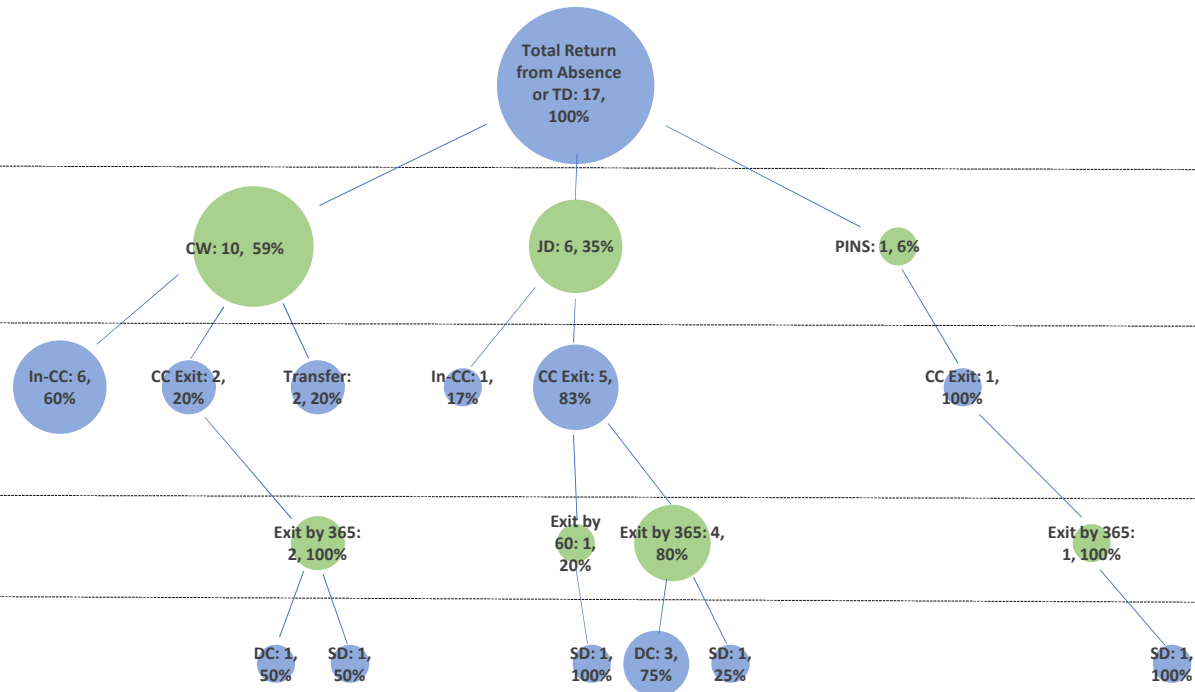 Total Return
from Absence
or TD: 17,
100%
CW: 10,  59%
JD: 6, 35%
PINS: 1, 6%
In-CC: 6,
60%
CC Exit: 2,
20%
Transfer:
2, 20%
In-CC: 1,
17%
CC Exit: 5,
83%
CC Exit: 1,
100%
Exit by 365:
2, 100%
Exit by
60: 1,
20%
Exit by 365: 4,
80%
Exit by 365:
1, 100%
DC: 1,
50%
SD: 1,
50%
SD: 1,
100%
DC: 3,
75%
SD: 1,
25%
SD: 1,
100%